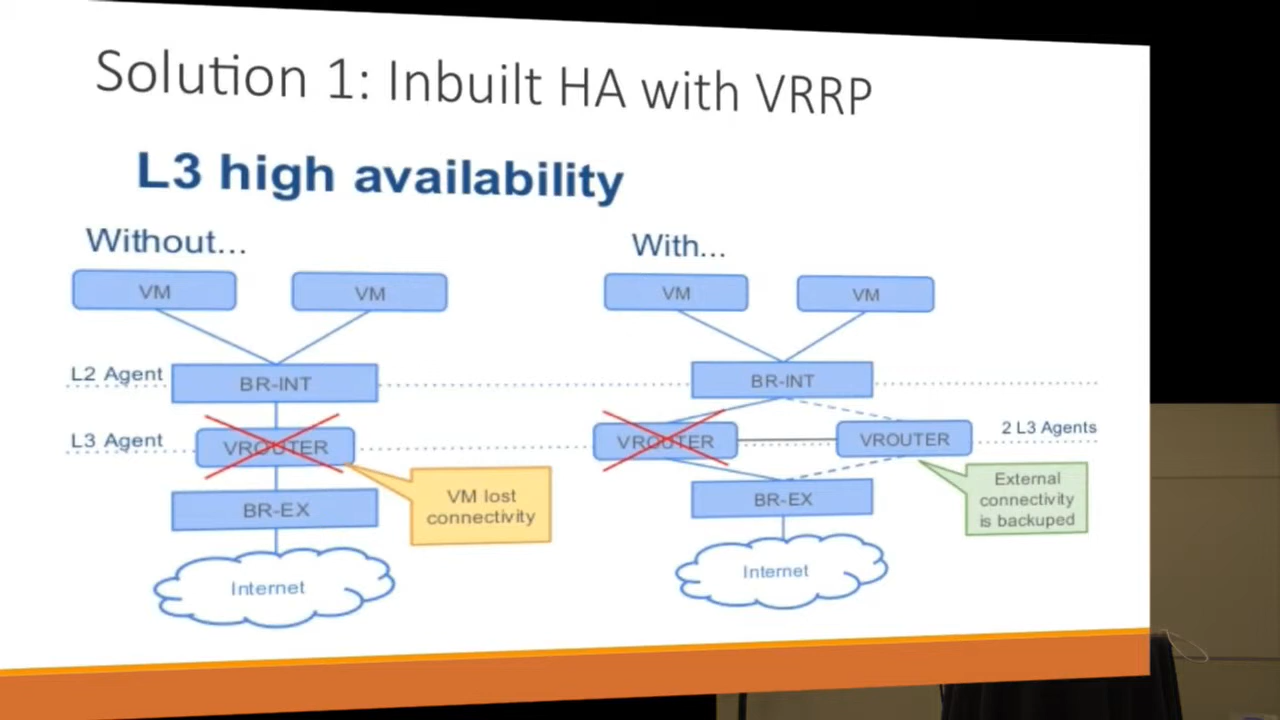 Solution 1: Inbuilt HA with VRRP
L3 high availability
Without...
VM
VM
L2 Agent
BR-INT
L3 Agent
VROUTER
BR-EX
VM lost
connectivity
Internet
With...
VM
VM
BR-INT
VROUTER
VROUTER
2 L3 Agents
BR-EX
External
connectivity
is backuped
Internet